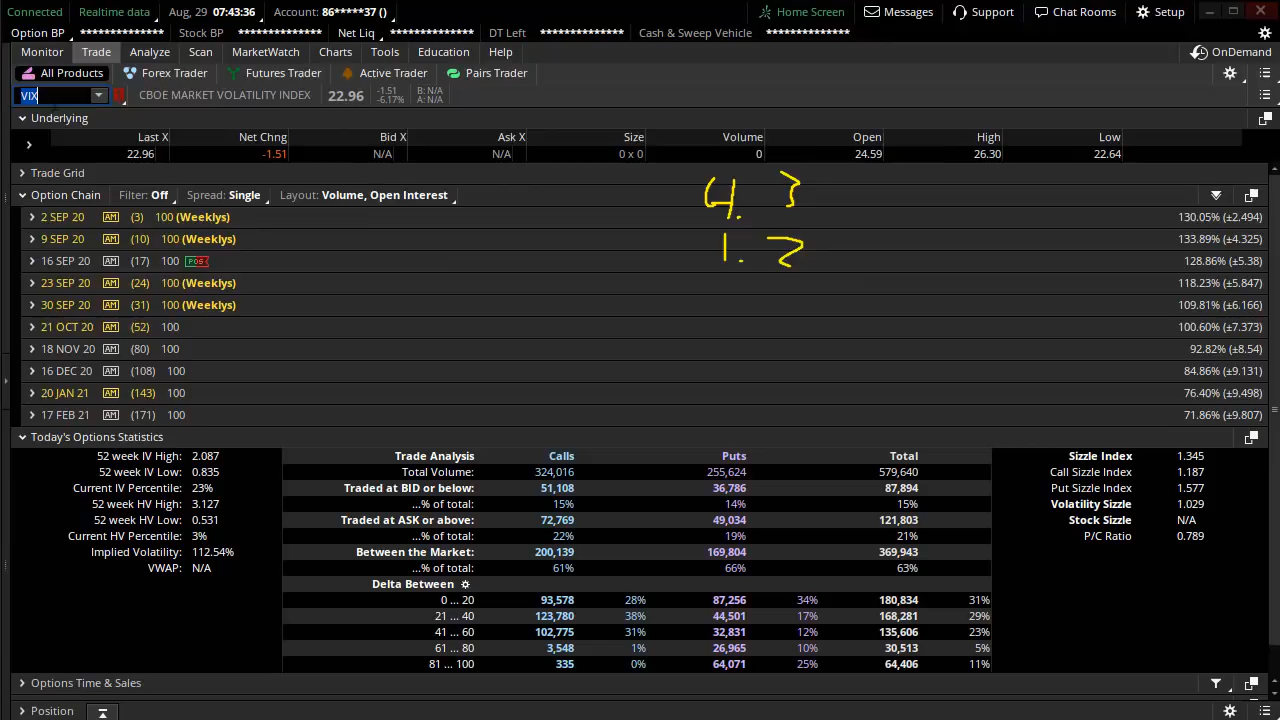 Connected Realtime data Aug, 29 07:43:36 Account: 86*****37 () Home Screen Messages Support Chat Rooms Setup
Option BP ************** Stock BP ************** Net Liq ************** DT Left ************** Cash & Sweep Vehicle **************
Monitor Trade Analyze Scan MarketWatch Charts Tools Education Help OnDemand
All Products Forex Trader Futures Trader Active Trader Pairs Trader
VIX CBOE MARKET VOLATILITY INDEX 22.96 -1.51 -6.17% B: N/A A: N/A
Underlying
Last X Net Chng Bid X Ask X Size Volume Open High Low
22.96 -1.51 N/A N/A 0 x 0 0 24.59 26.30 22.64
Trade Grid
4. 3
Option Chain Filter: Off Spread: Single Layout: Volume, Open Interest
2 SEP 20 AM (3) 100 (Weeklys) 130.05% (±2.494)
1. 2
9 SEP 20 AM (10) 100 (Weeklys) 133.89% (±4.325)
16 SEP 20 AM (17) 100 POS 128.86% (±5.38)
23 SEP 20 AM (24) 100 (Weeklys) 118.23% (±5.847)
30 SEP 20 AM (31) 100 (Weeklys) 109.81% (±6.166)
21 OCT 20 AM (52) 100 100.60% (±7.373)
18 NOV 20 AM (80) 100 92.82% (±8.54)
16 DEC 20 AM (108) 100 84.86% (±9.131)
20 JAN 21 AM (143) 100 76.40% (±9.498)
17 FEB 21 AM (171) 100 71.86% (±9.807)
Today's Options Statistics
52 week IV High: 2.087 Trade Analysis Calls Puts Total Sizzle Index 1.345
52 week IV Low: 0.835 Total Volume: 324,016 255,624 579,640 Call Sizzle Index 1.187
Current IV Percentile: 23% Traded at BID or below: 51,108 36,786 87,894 Put Sizzle Index 1.577
52 week HV High: 3.127 ...% of total: 15% 14% 15% Volatility Sizzle 1.029
52 week HV Low: 0.531 Traded at ASK or above: 72,769 49,034 121,803 Stock Sizzle N/A
Current HV Percentile: 3% ...% of total: 22% 19% 21% P/C Ratio 0.789
Implied Volatility: 112.54% Between the Market: 200,139 169,804 369,943
VWAP: N/A ...% of total: 61% 66% 63%
Delta Between
0 ... 20 93,578 28% 87,256 34% 180,834 31%
21 ... 40 123,780 38% 44,501 17% 168,281 29%
41 ... 60 102,775 31% 32,831 12% 135,606 23%
61 ... 80 3,548 1% 26,965 10% 30,513 5%
81 ... 100 335 0% 64,071 25% 64,406 11%
Options Time & Sales
Position